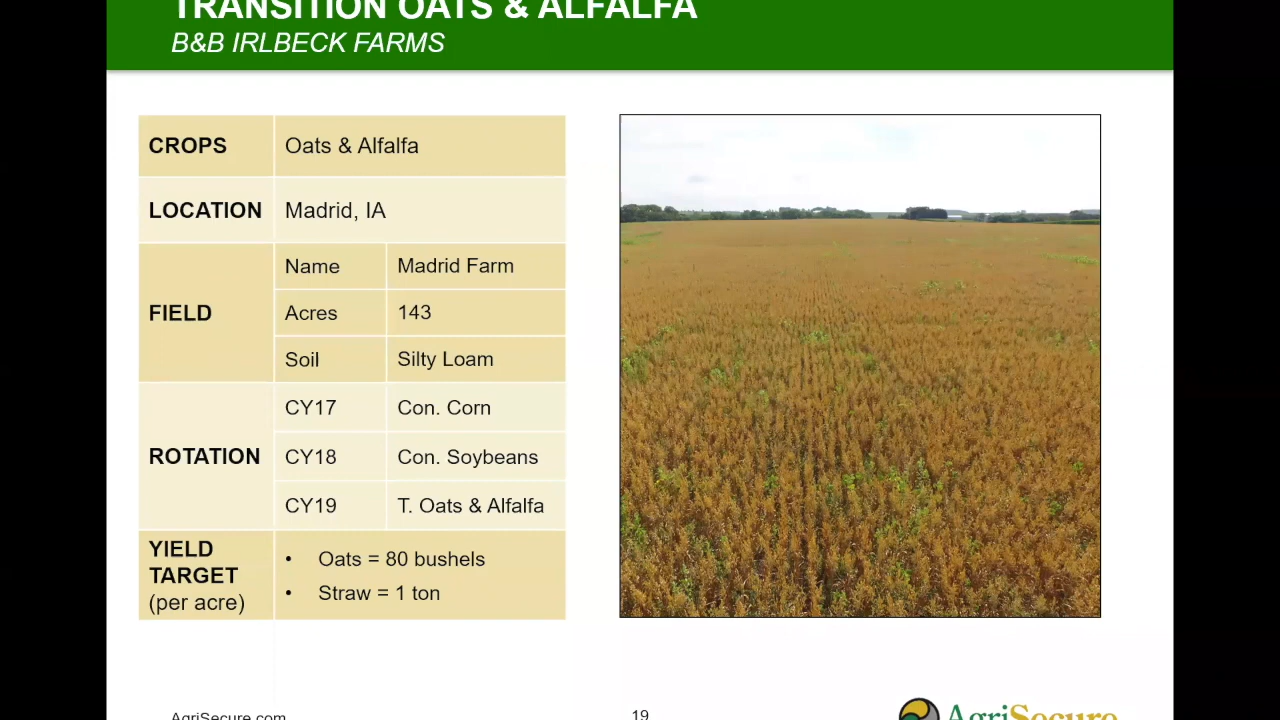 TRANSITION OATS & ALFALFA
B&B IRLBECK FARMS
CROPS Oats & Alfalfa
LOCATION Madrid, IA
FIELD
Name Madrid Farm
Acres 143
Soil Silty Loam
ROTATION
CY17 Con. Corn
CY18 Con. Soybeans
CY19 T. Oats & Alfalfa
YIELD
TARGET
(per acre)
• Oats = 80 bushels
• Straw = 1 ton
AgriSecure.com
19
AgriSecure